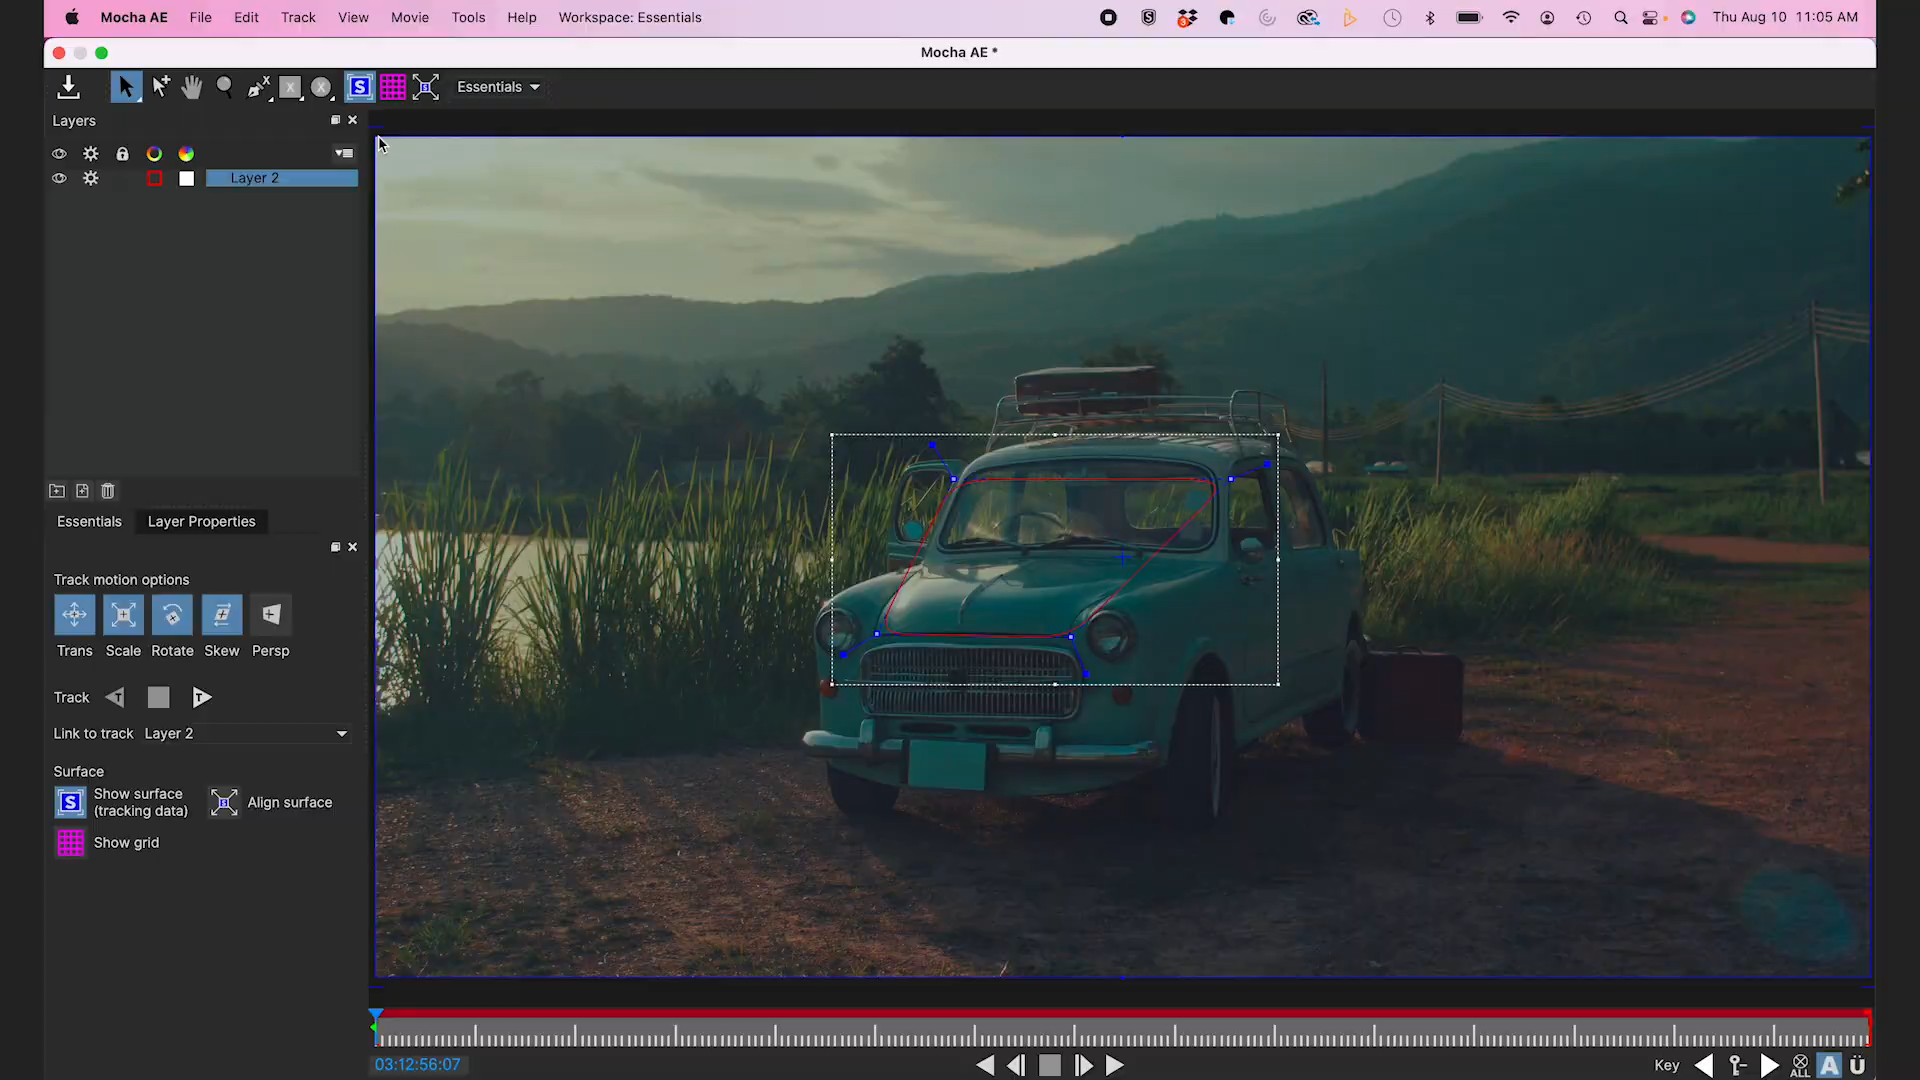 Mocha AE File Edit Track View Movie Tools Help Workspace: Essentials
3
Thu Aug 10 11:05 AM
Mocha AE *
X X X S S Essentials
Layers
Layer 2
Essentials Layer Properties
Track motion options
Trans Scale Rotate Skew Persp
Track T T
Link to track Layer 2
Surface
S Show surface
(tracking data)
S Align surface
Show grid
03:12:56:07
Key ALL A Ü